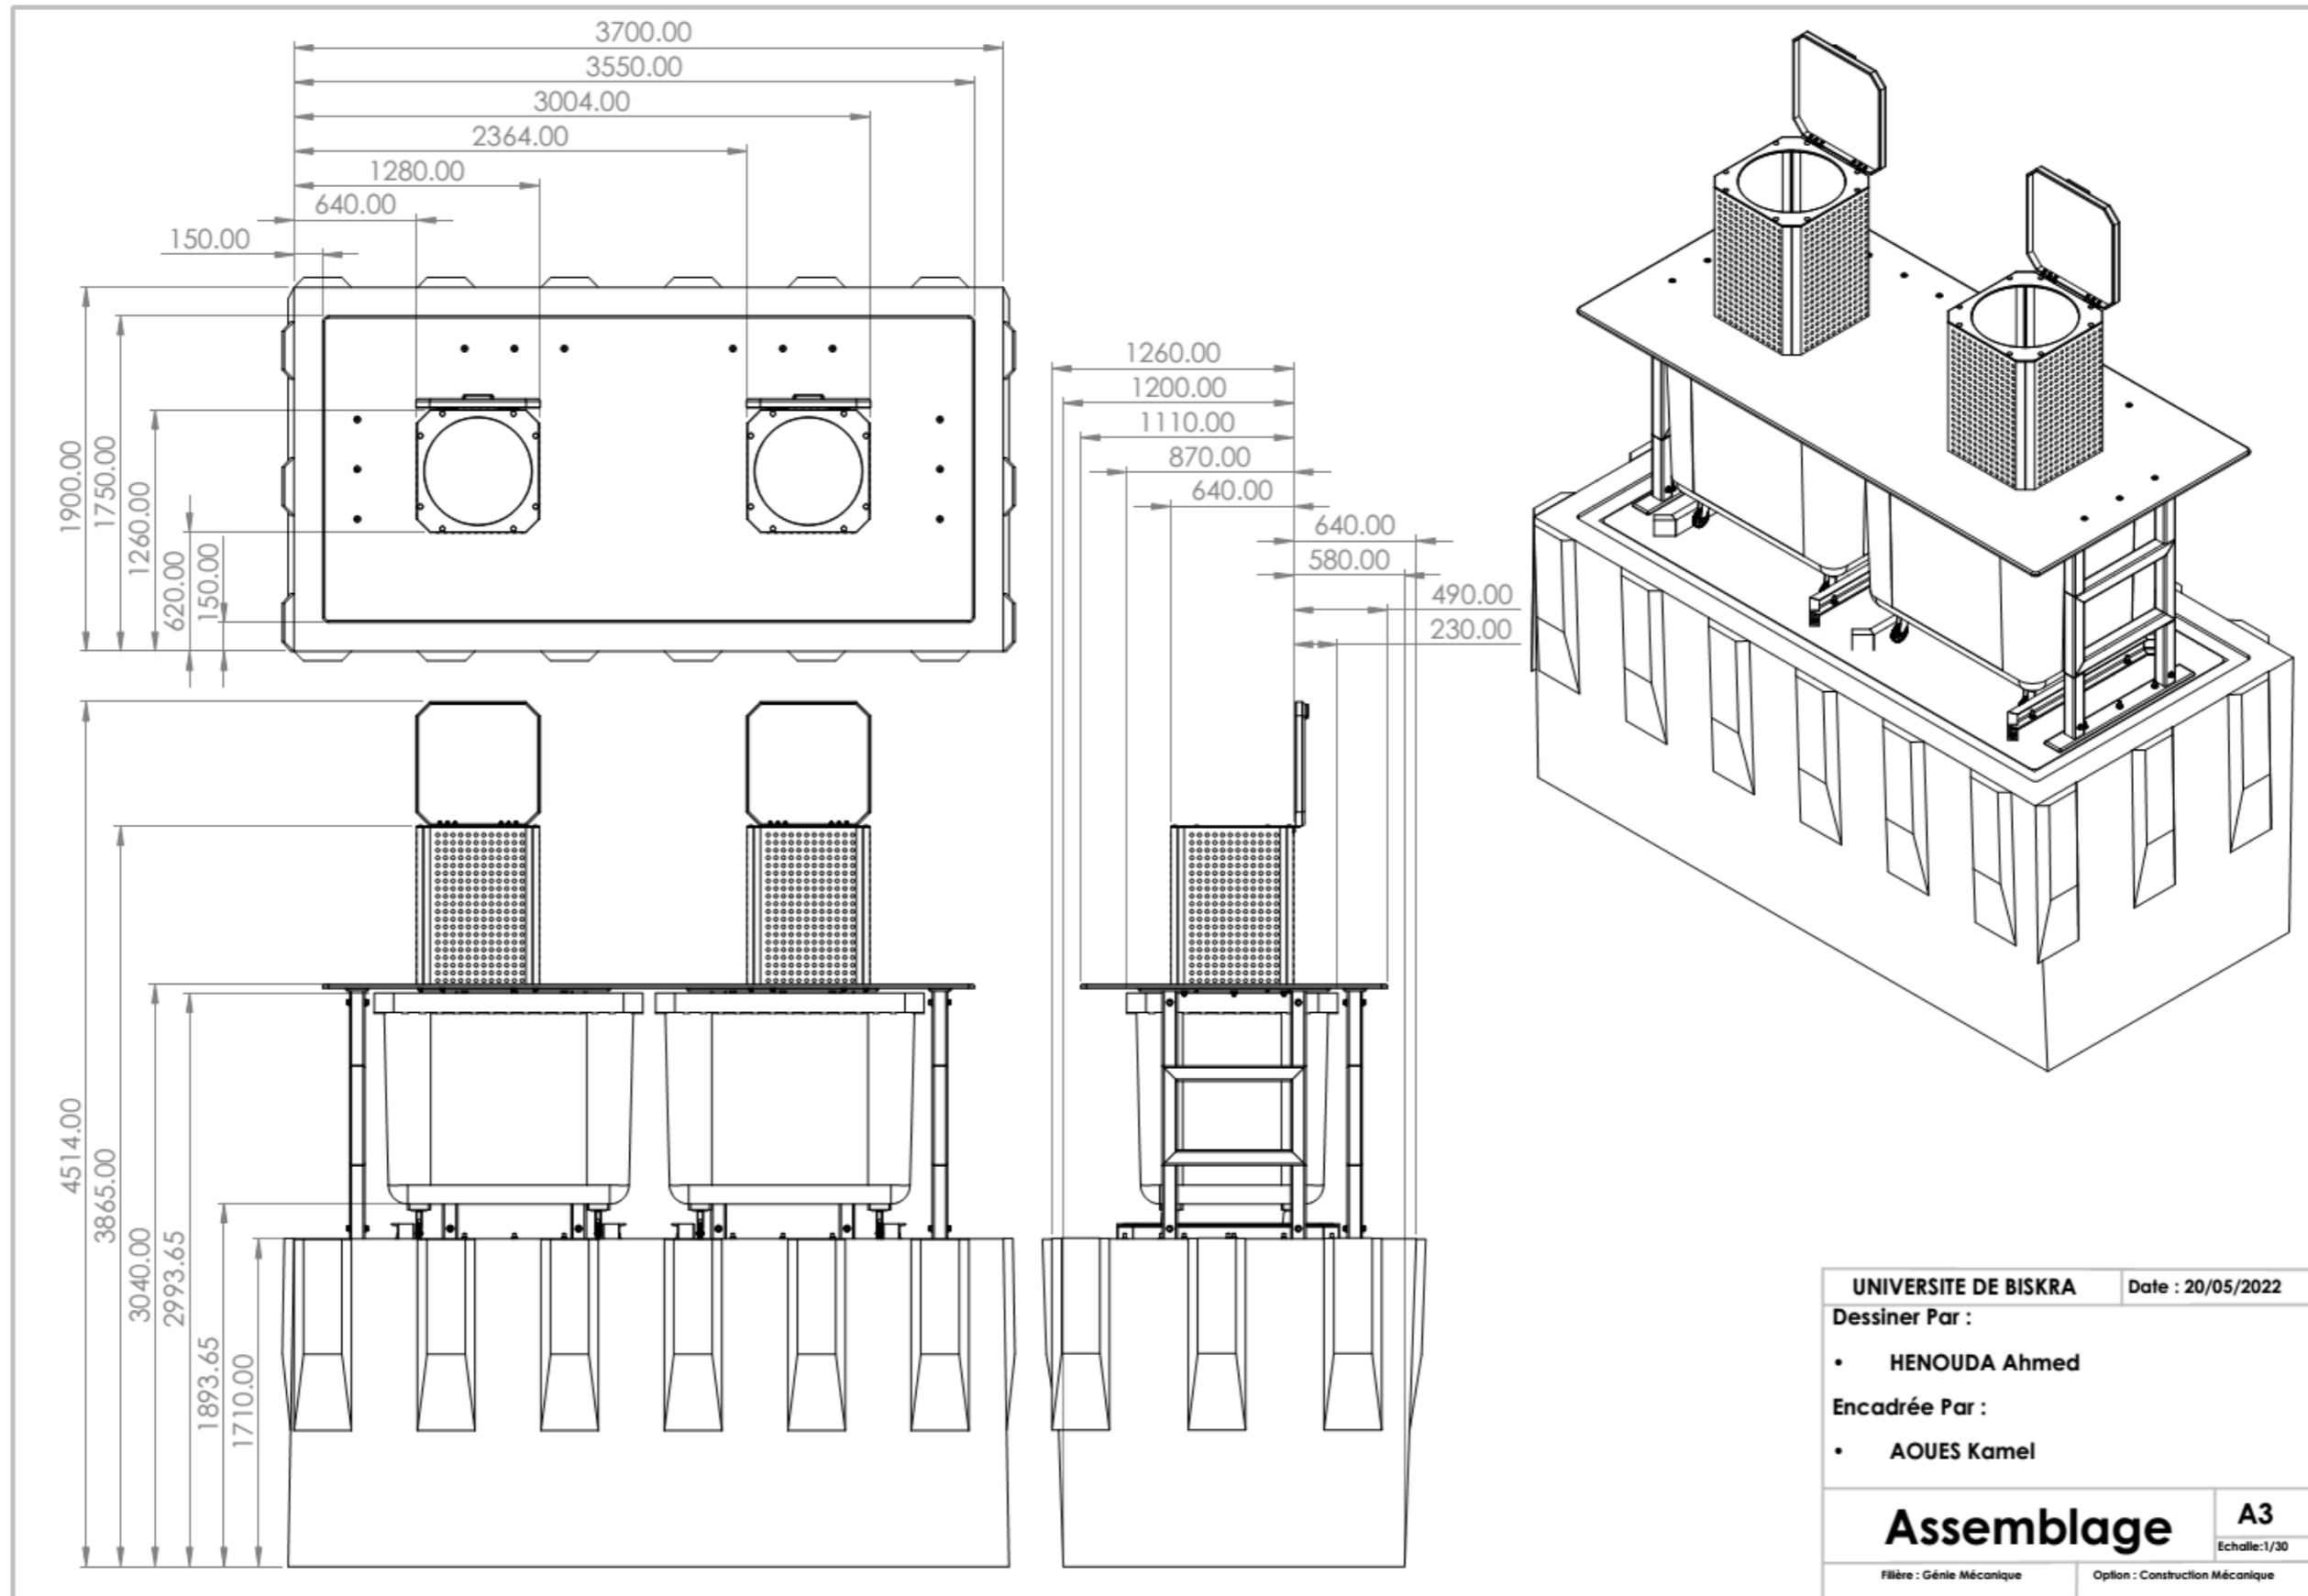 3700.00
3550.00
3004.00
2364.00
1280.00
640.00
150.00
1900.00
1750.00
1260.00
620.00
150.00
1260.00
1200.00
1110.00
870.00
640.00
640.00
580.00
490.00
230.00
4514.00
3865.00
3040.00
2993.65
1893.65
1710.00
UNIVERSITE DE BISKRA
Date : 20/05/2022
Dessiner Par :
• HENOUDA Ahmed
Encadrée Par :
• AOUES Kamel
Assemblage
A3
Echalle:1/30
Filière : Génie Mécanique
Option : Construction Mécanique